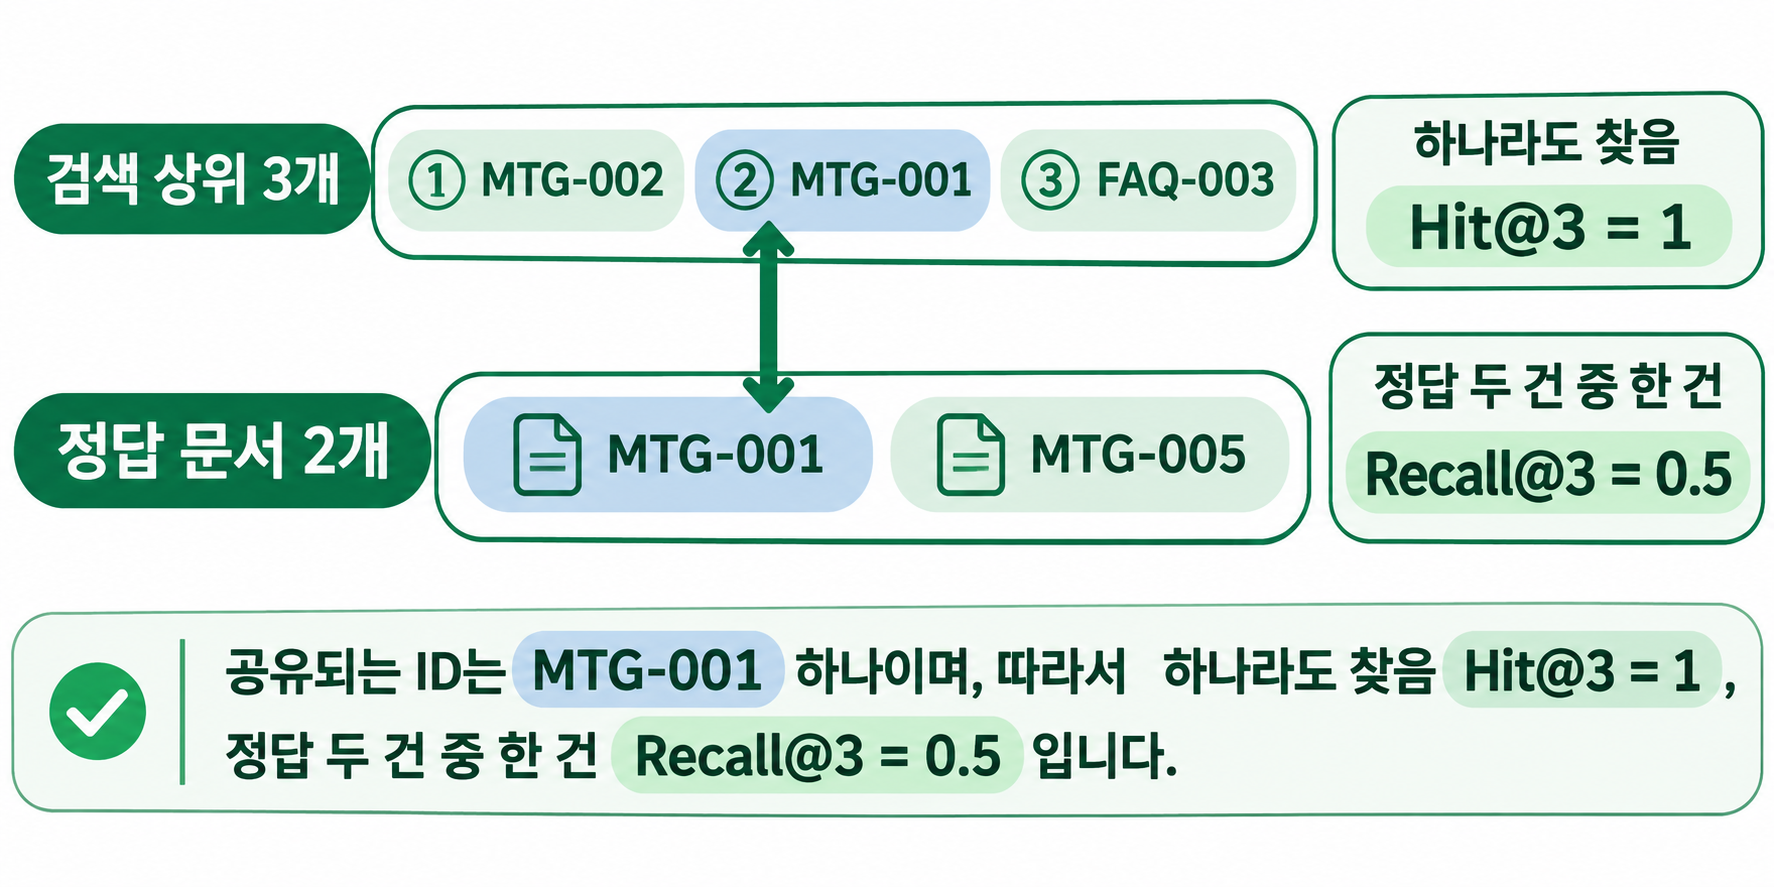 검색 상위 3개
① MTG-002
② MTG-001
③ FAQ-003
하나라도 찾음
Hit@3 = 1
정답 문서 2개
MTG-001
MTG-005
정답 두 건 중 한 건
Recall@3 = 0.5
공유되는 ID는 MTG-001 하나이며, 따라서 하나라도 찾음 Hit@3 = 1,
정답 두 건 중 한 건 Recall@3 = 0.5 입니다.